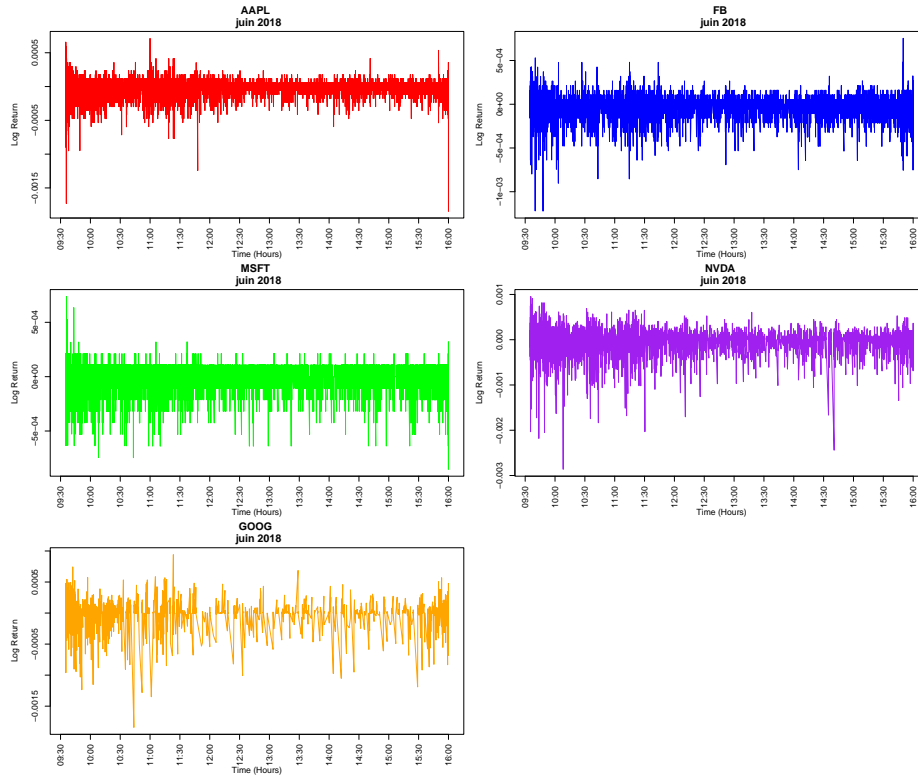 AAPL
juin 2018
Log Return
0.0005
-0.0005
-0.0015
09:30 10:00 10:30 11:00 11:30 12:00 12:30 13:00 13:30 14:00 14:30 15:00 15:30 16:00
Time (Hours)
FB
juin 2018
Log Return
5e-04
0e+00
-5e-04
-1e-03
09:30 10:00 10:30 11:00 11:30 12:00 12:30 13:00 13:30 14:00 14:30 15:00 15:30 16:00
Time (Hours)
MSFT
juin 2018
Log Return
5e-04
0e+00
-5e-04
09:30 10:00 10:30 11:00 11:30 12:00 12:30 13:00 13:30 14:00 14:30 15:00 15:30 16:00
Time (Hours)
NVDA
juin 2018
Log Return
0.001
0.000
-0.001
-0.002
-0.003
09:30 10:00 10:30 11:00 11:30 12:00 12:30 13:00 13:30 14:00 14:30 15:00 15:30 16:00
Time (Hours)
GOOG
juin 2018
Log Return
0.0005
-0.0005
-0.0015
09:30 10:00 10:30 11:00 11:30 12:00 12:30 13:00 13:30 14:00 14:30 15:00 15:30 16:00
Time (Hours)